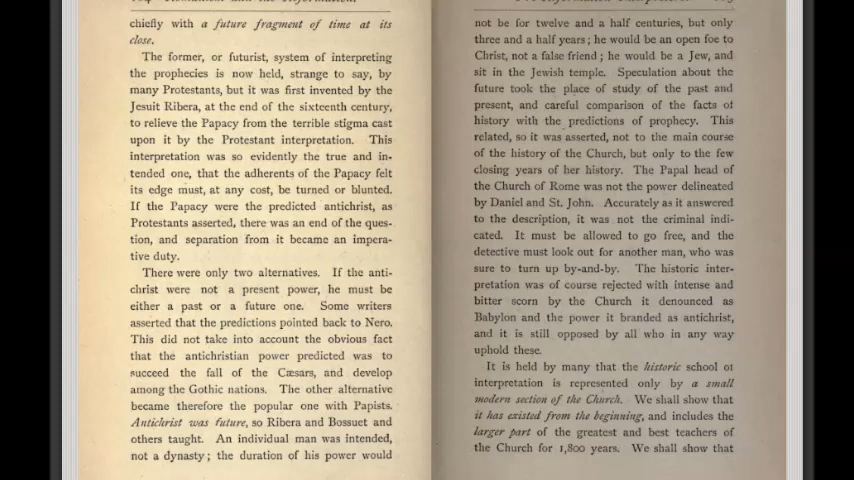 chiefly with a future fragment of time at its
close.
The former, or futurist, system of interpreting
the prophecies is now held, strange to say, by
many Protestants, but it was first invented by the
Jesuit Ribera, at the end of the sixteenth century,
to relieve the Papacy from the terrible stigma cast
upon it by the Protestant interpretation. This
interpretation was so evidently the true and in-
tended one, that the adherents of the Papacy felt
its edge must, at any cost, be turned or blunted.
If the Papacy were the predicted antichrist, as
Protestants asserted, there was an end of the ques-
tion, and separation from it became an impera-
tive duty.
There were only two alternatives. If the anti-
christ were not a present power, he must be
either a past or a future one. Some writers
asserted that the predictions pointed back to Nero.
This did not take into account the obvious fact
that the antichristian power predicted was to
succeed the fall of the Cæsars, and develop
among the Gothic nations. The other alternative
became therefore the popular one with Papists.
Antichrist was future, so Ribera and Bossuet and
others taught. An individual man was intended,
not a dynasty; the duration of his power would
not be for twelve and a half centuries, but only
three and a half years; he would be an open foe to
Christ, not a false friend; he would be a Jew, and
sit in the Jewish temple. Speculation about the
future took the place of study of the past and
present, and careful comparison of the facts of
history with the predictions of prophecy. This
related, so it was asserted, not to the main course
of the history of the Church, but only to the few
closing years of her history. The Papal head of
the Church of Rome was not the power delineated
by Daniel and St. John. Accurately as it answered
to the description, it was not the criminal indi-
cated. It must be allowed to go free, and the
detective must look out for another man, who was
sure to turn up by-and-by. The historic inter-
pretation was of course rejected with intense and
bitter scorn by the Church it denounced as
Babylon and the power it branded as antichrist,
and it is still opposed by all who in any way
uphold these.
It is held by many that the historic school of
interpretation is represented only by a small
modern section of the Church. We shall show that
it has existed from the beginning, and includes the
larger part of the greatest and best teachers of
the Church for 1,800 years. We shall show that